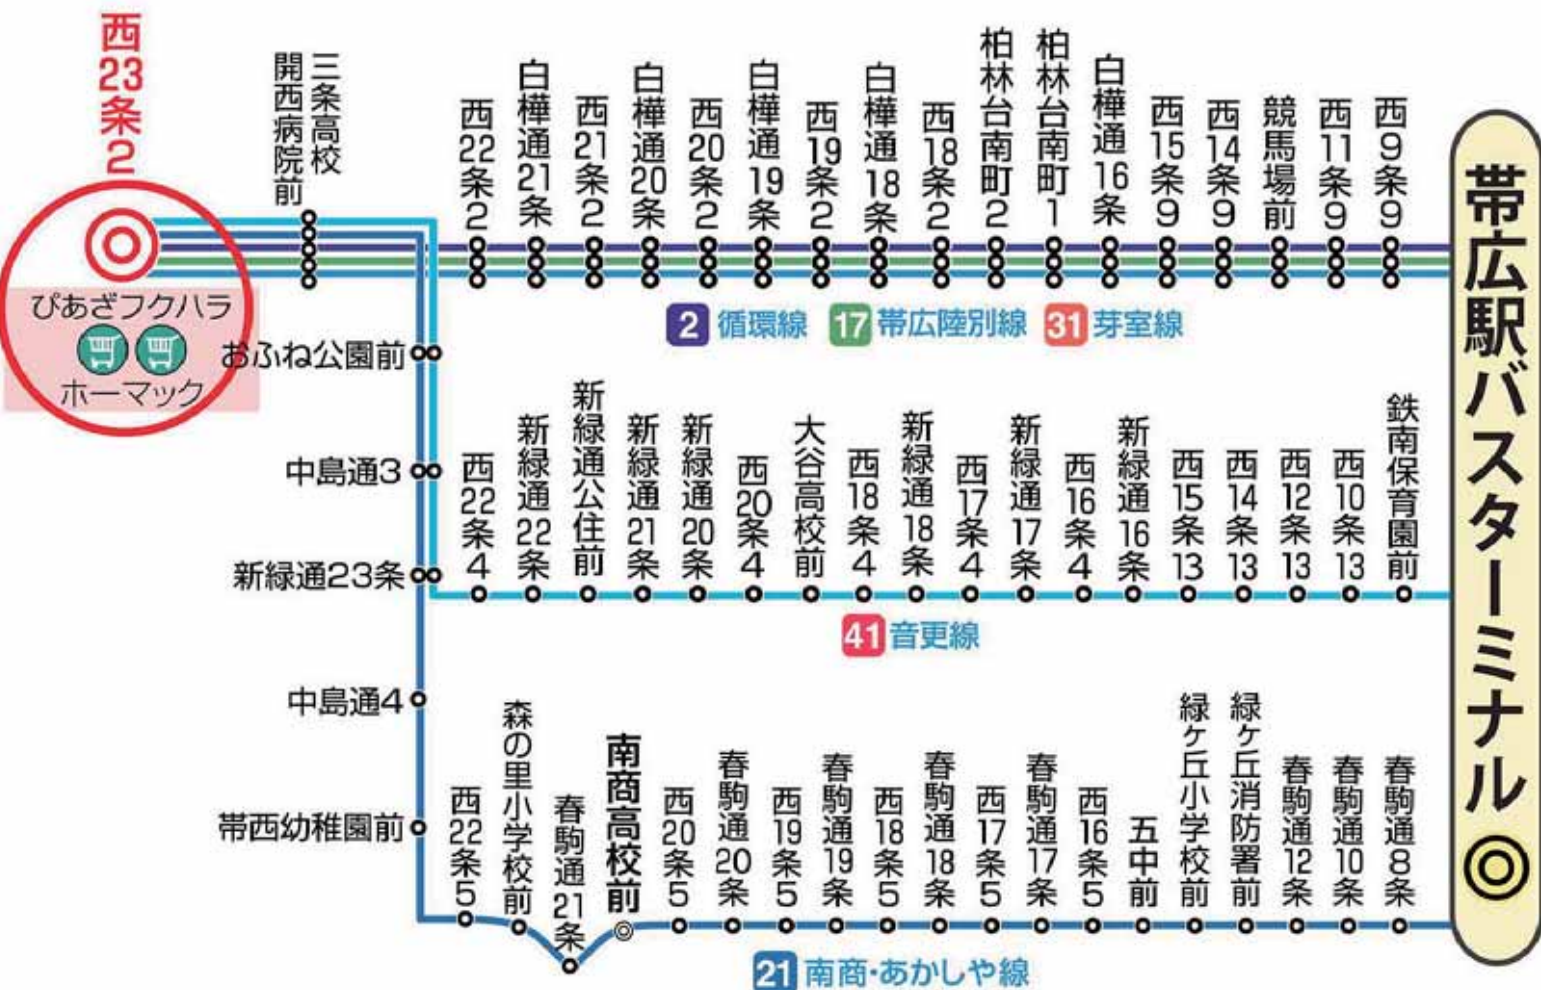 西23条2
ぴあざフクハラ
ホーマック
三条高校
開西病院前
西22条2
白樺通21条
西21条2
白樺通20条
西20条2
白樺通19条
西19条2
白樺通18条
西18条2
柏林台南町2
柏林台南町1
白樺通16条
西15条9
西14条9
競馬場前
西11条9
西9条9
2 循環線 17 帯広陸別線 31 芽室線
おふね公園前
中島通3
新緑通23条
西22条4
新緑通22条
新緑通公住前
新緑通21条
新緑通20条
西20条4
大谷高校前
西18条4
新緑通18条
西17条4
新緑通17条
西16条4
新緑通16条
西15条13
西14条13
西12条13
西10条13
鉄南保育園前
41 音更線
中島通4
帯西幼稚園前
西22条5
森の里小学校前
春駒通21条
南商高校前
西20条5
春駒通20条
西19条5
春駒通19条
西18条5
春駒通18条
西17条5
春駒通17条
西16条5
五中前
緑ヶ丘小学校前
緑ヶ丘消防署前
春駒通12条
春駒通10条
春駒通8条
21 南商・あかしや線
帯広駅バスターミナル